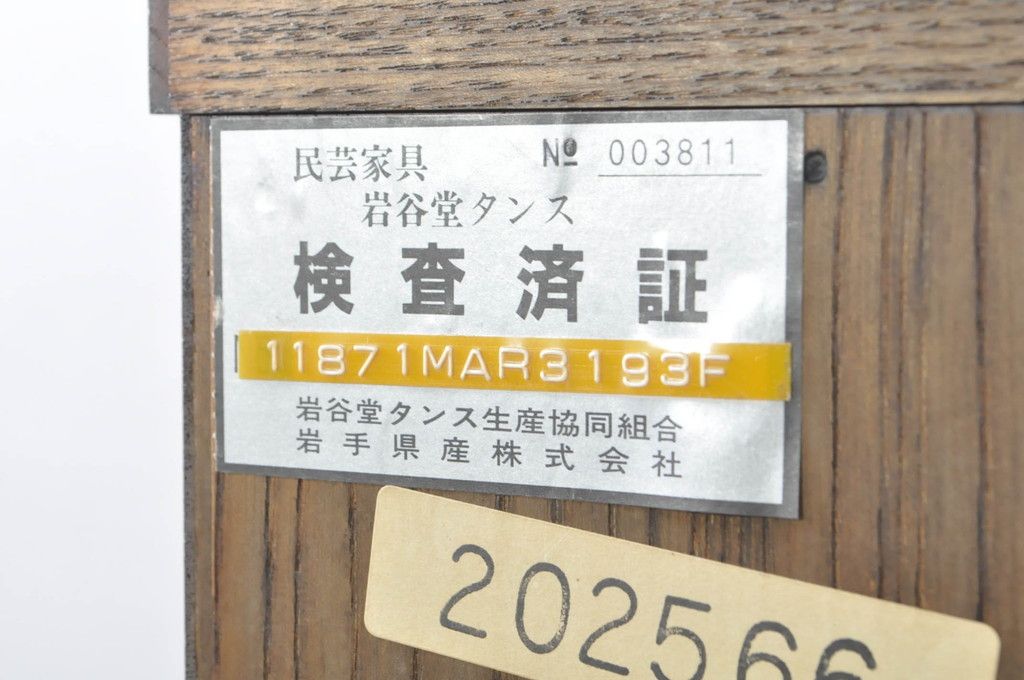 民芸家具 № 003811
岩谷堂タンス
検査済証
11871MAR3193F
岩谷堂タンス生産協同組合
岩手県産株式会社
202566